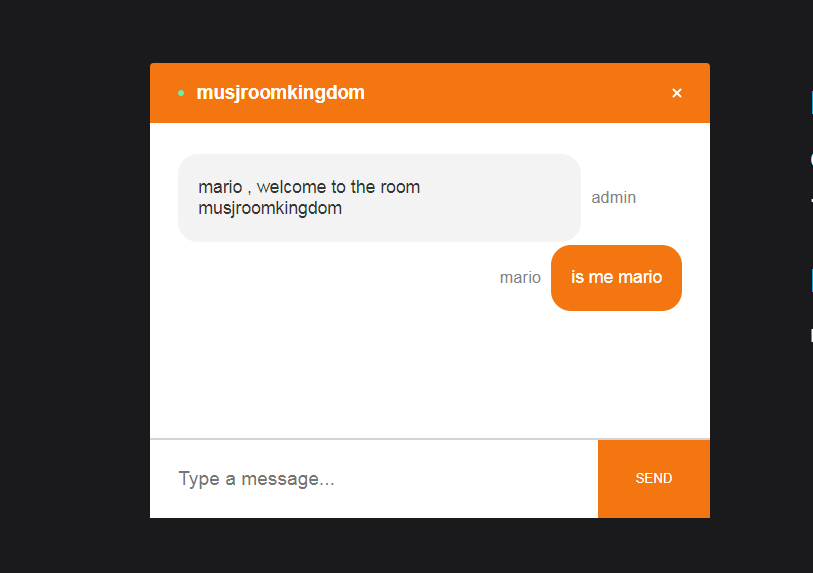 musjroomkingdom ×
mario , welcome to the room
musjroomkingdom
admin
mario
is me mario
Type a message...
SEND